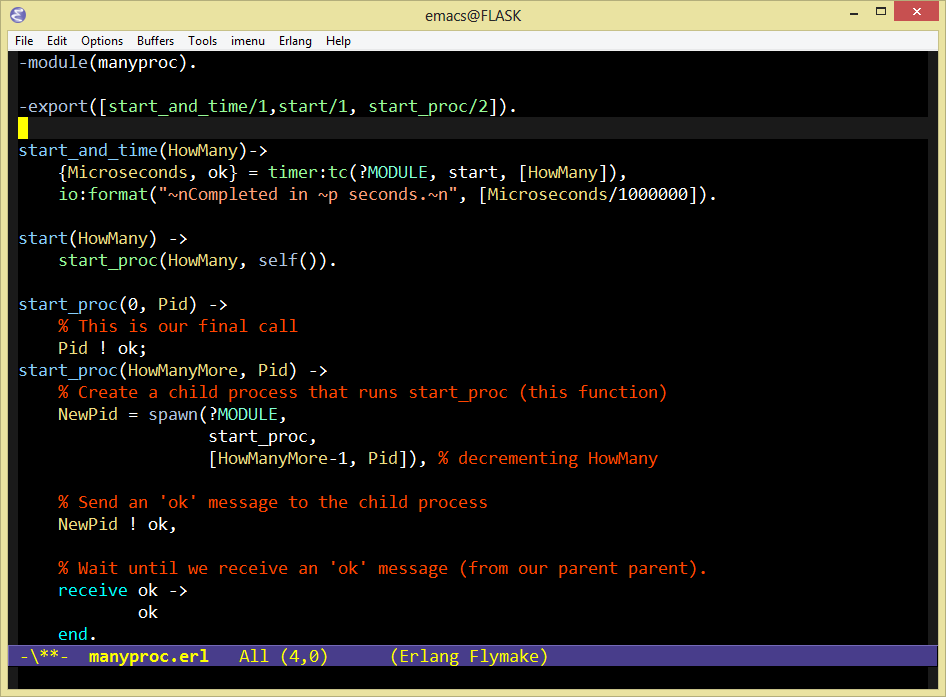 emacs@FLASK
File Edit Options Buffers Tools imenu Erlang Help
-module(manyproc).

-export([start_and_time/1,start/1, start_proc/2]).

start_and_time(HowMany)->
    {Microseconds, ok} = timer:tc(?MODULE, start, [HowMany]),
    io:format("~nCompleted in ~p seconds.~n", [Microseconds/1000000]).

start(HowMany) ->
    start_proc(HowMany, self()).

start_proc(0, Pid) ->
    % This is our final call
    Pid ! ok;
start_proc(HowManyMore, Pid) ->
    % Create a child process that runs start_proc (this function)
    NewPid = spawn(?MODULE,
                   start_proc,
                   [HowManyMore-1, Pid]), % decrementing HowMany

    % Send an 'ok' message to the child process
    NewPid ! ok,

    % Wait until we receive an 'ok' message (from our parent parent).
    receive ok ->
            ok
    end.
-\**-  manyproc.erl   All (4,0)      (Erlang Flymake)